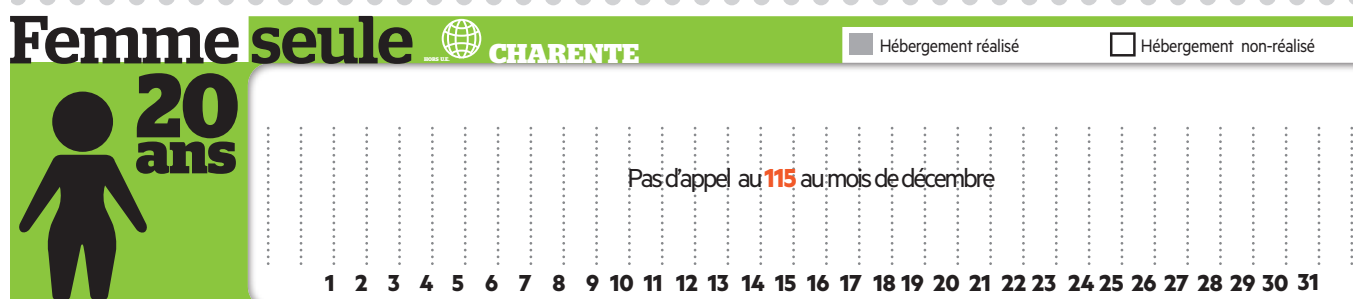 Femme seule HORS U.E. CHARENTE
Hébergement réalisé
Hébergement non-réalisé
20
ans
Pas d'appel au 115 au mois de décembre
1 2 3 4 5 6 7 8 9 10 11 12 13 14 15 16 17 18 19 20 21 22 23 24 25 26 27 28 29 30 31